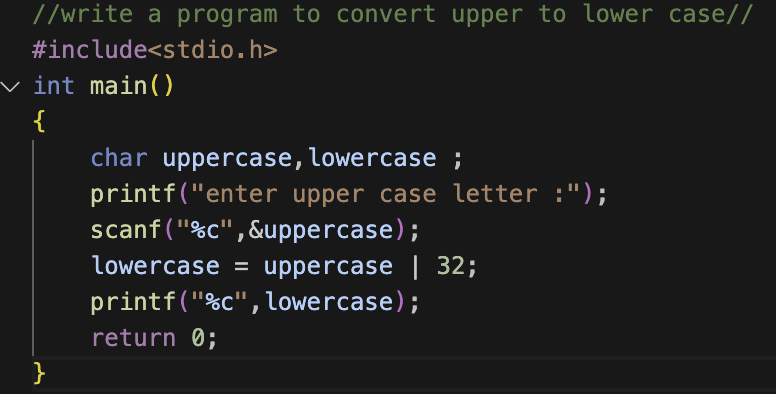 //write a program to convert upper to lower case//
#include<stdio.h>
int main()
{
    char uppercase,lowercase ;
    printf("enter upper case letter :");
    scanf("%c",&uppercase);
    lowercase = uppercase | 32;
    printf("%c",lowercase);
    return 0;
}